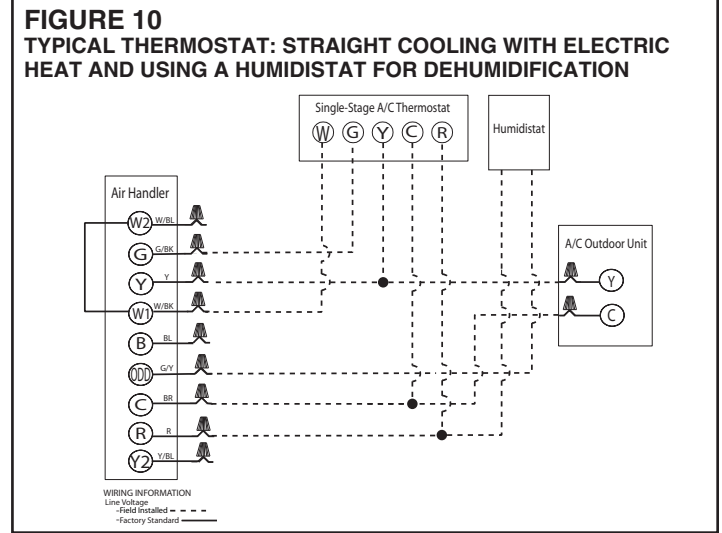 FIGURE 10
TYPICAL THERMOSTAT: STRAIGHT COOLING WITH ELECTRIC
HEAT AND USING A HUMIDISTAT FOR DEHUMIDIFICATION
Single-Stage A/C Thermostat
W G Y C R
Humidistat
Air Handler
W2 W/BL
G G/BK
Y Y
W1 W/BK
B BL
ODD G/Y
C BR
R R
Y2 Y/BL
A/C Outdoor Unit
Y
C
WIRING INFORMATION
Line Voltage
-Field Installed
-Factory Standard